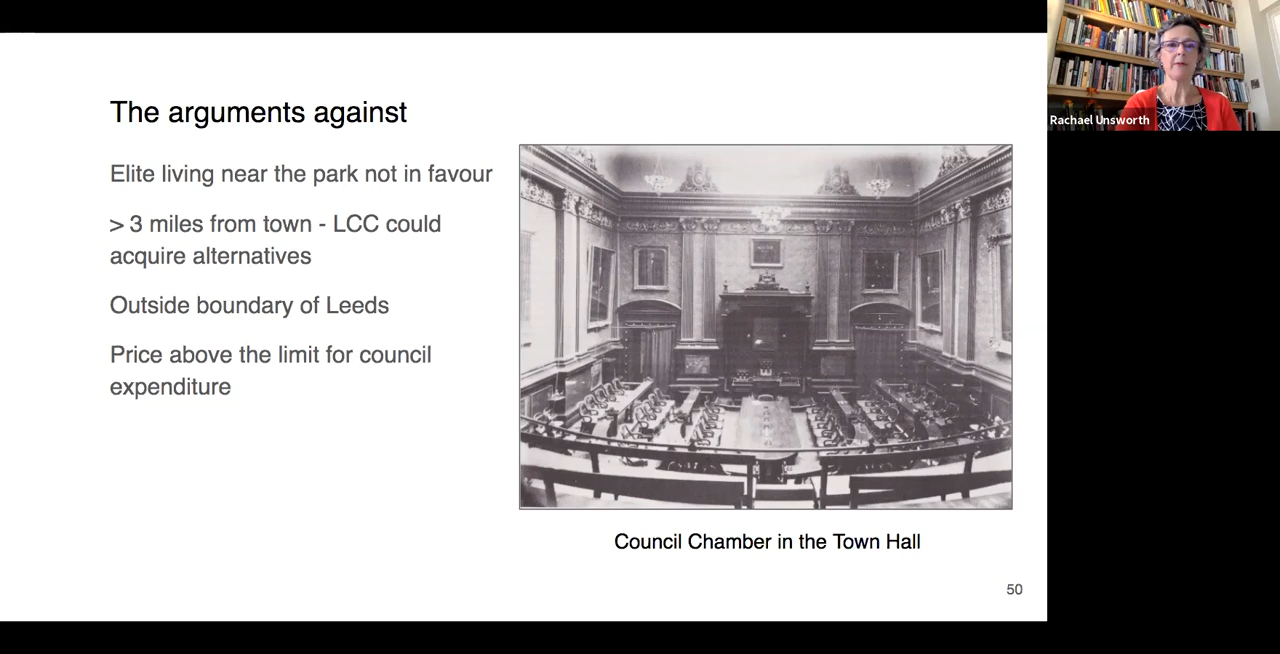 The arguments against
Elite living near the park not in favour
> 3 miles from town - LCC could
acquire alternatives
Outside boundary of Leeds
Price above the limit for council
expenditure
Council Chamber in the Town Hall
50
Rachael Unsworth